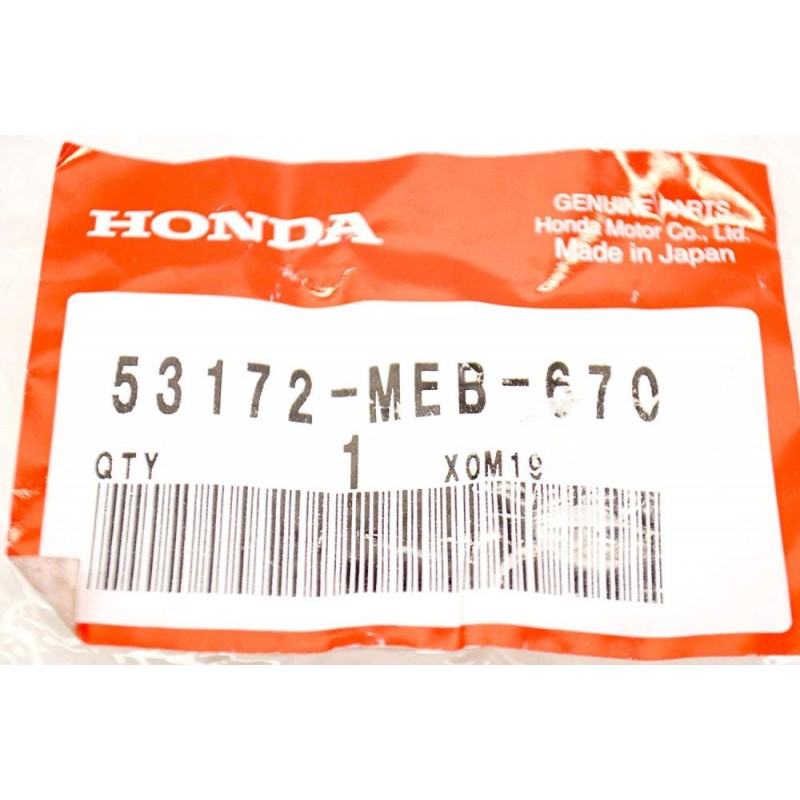 HONDA
GENUINE PARTS
Honda Motor Co., Ltd.
Made in Japan
53172-MEB-670
QTY 1 X0M19